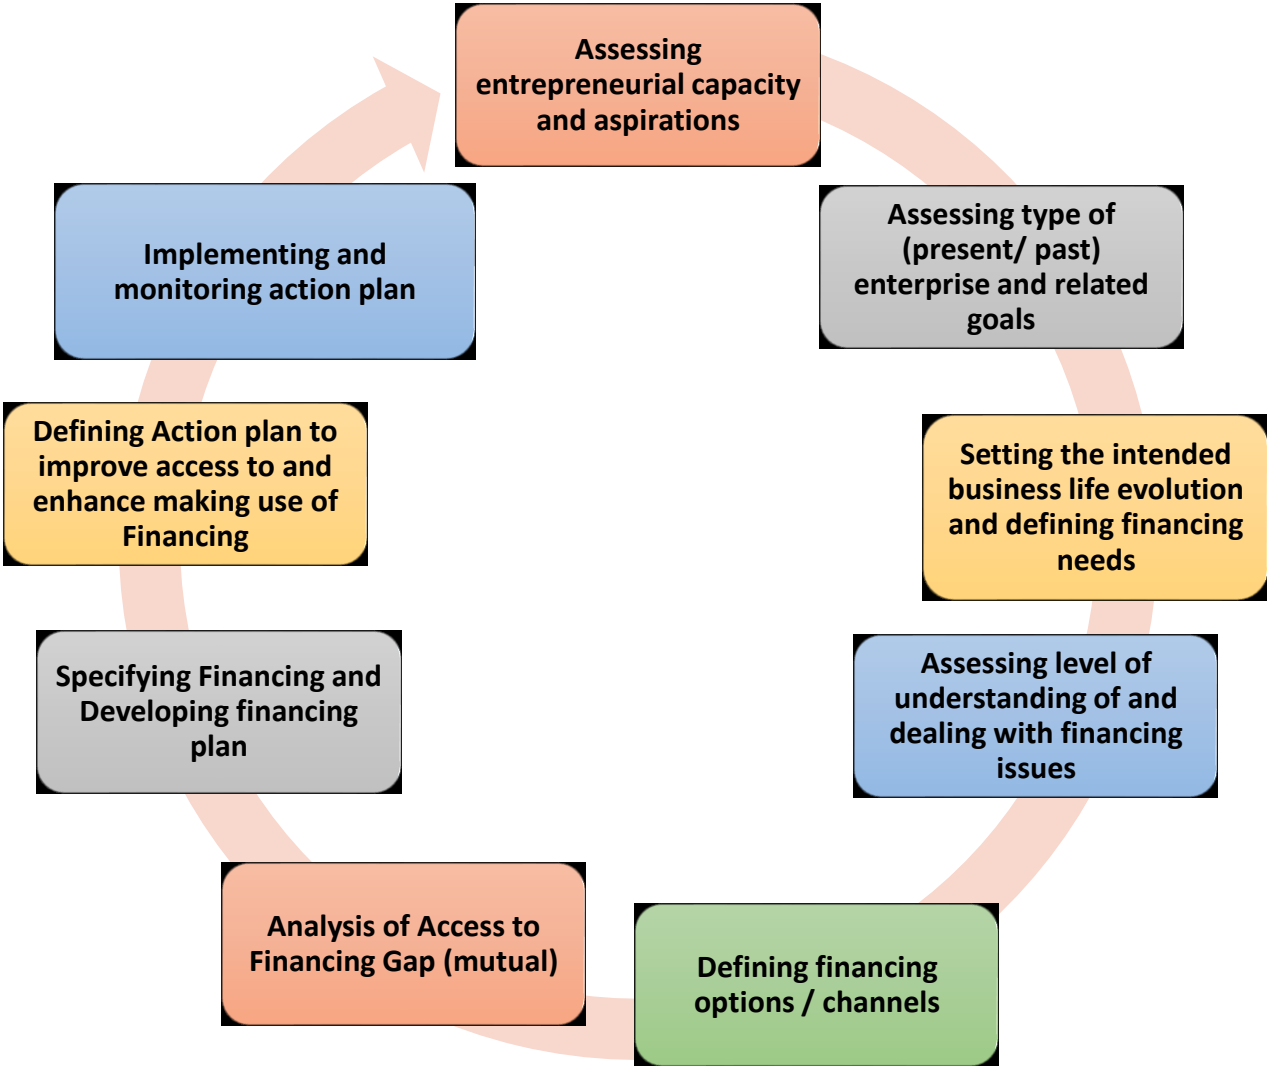 Assessing
entrepreneurial capacity
and aspirations
Assessing type of
(present/ past)
enterprise and related
goals
Setting the intended
business life evolution
and defining financing
needs
Assessing level of
understanding of and
dealing with financing
issues
Defining financing
options / channels
Analysis of Access to
Financing Gap (mutual)
Specifying Financing and
Developing financing
plan
Defining Action plan to
improve access to and
enhance making use of
Financing
Implementing and
monitoring action plan